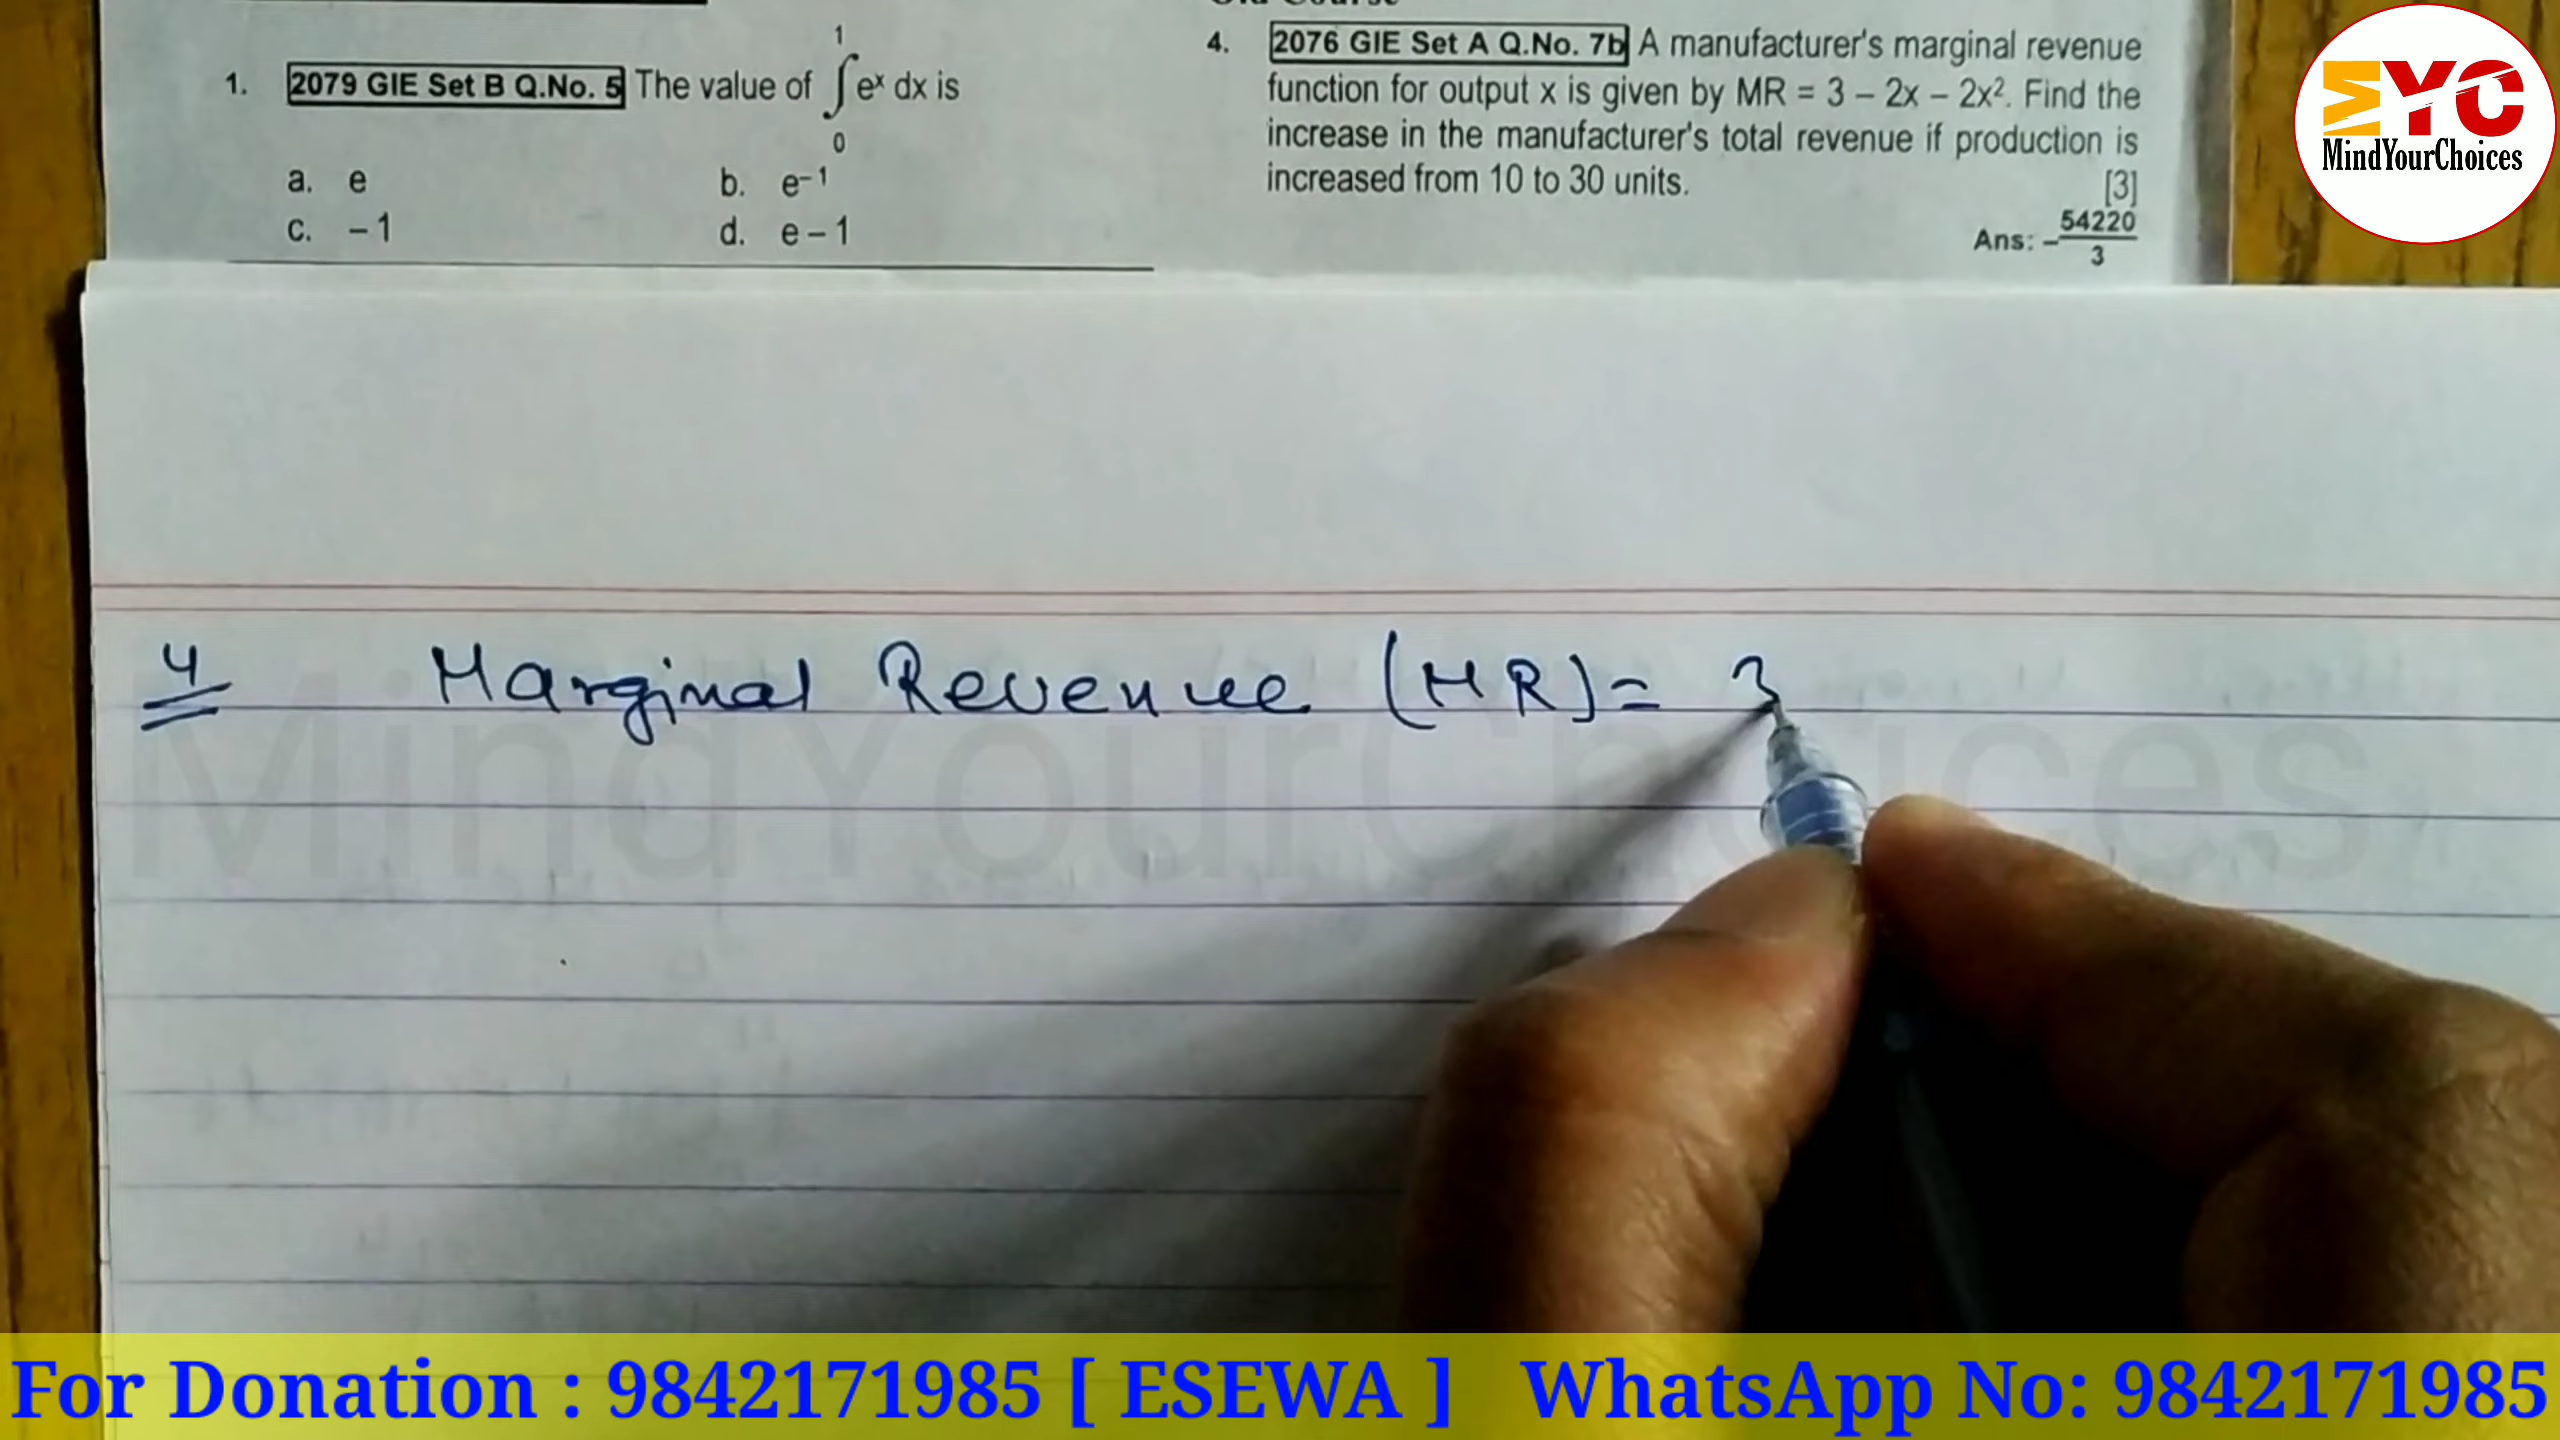 1. 2079 GIE Set B Q.No. 5 The value of ∫₀¹ eˣ dx is
a. e b. e⁻¹
c. – 1 d. e – 1
4. 2076 GIE Set A Q.No. 7b A manufacturer's marginal revenue
function for output x is given by MR = 3 – 2x – 2x². Find the
increase in the manufacturer's total revenue if production is
increased from 10 to 30 units. [3]
Ans: –54220/3
MYC
MindYourChoices
4 Marginal Revenue (MR) = 3
MindYourChoices
For Donation : 9842171985 [ ESEWA ] WhatsApp No: 9842171985